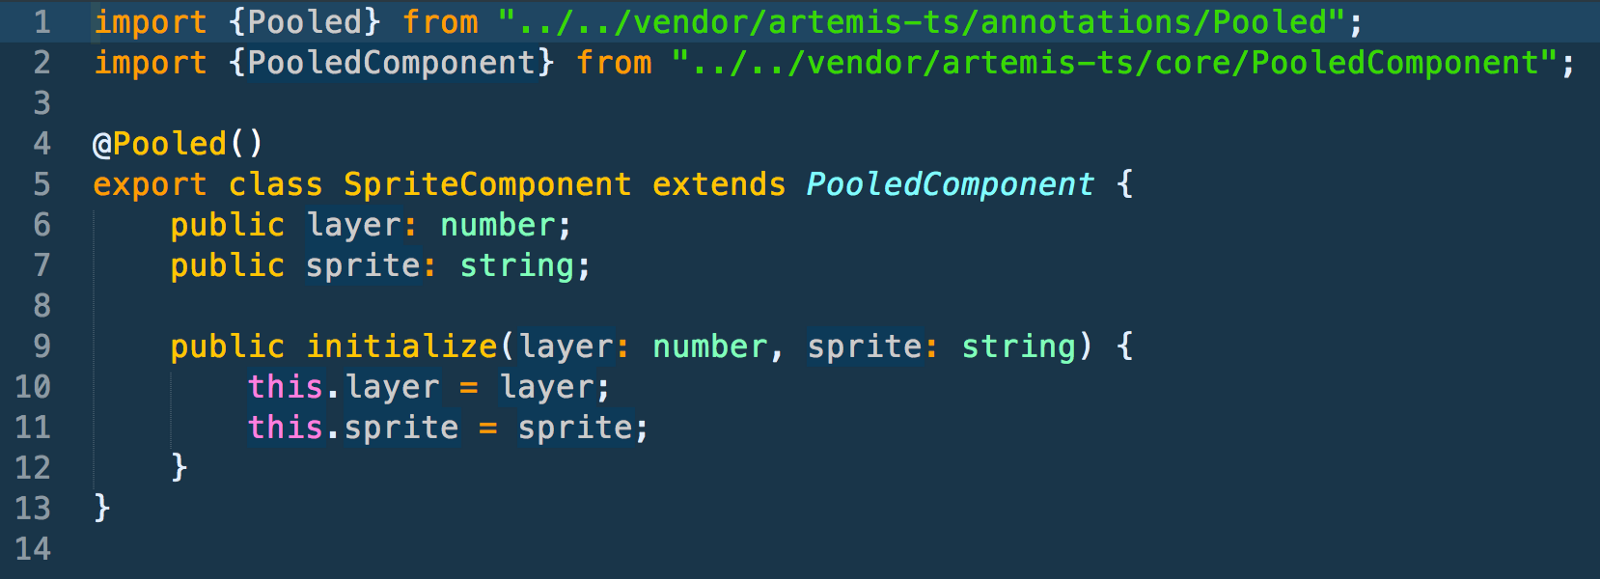 1 import {Pooled} from "../../vendor/artemis-ts/annotations/Pooled";
2 import {PooledComponent} from "../../vendor/artemis-ts/core/PooledComponent";
3
4 @Pooled()
5 export class SpriteComponent extends PooledComponent {
6     public layer: number;
7     public sprite: string;
8
9     public initialize(layer: number, sprite: string) {
10         this.layer = layer;
11         this.sprite = sprite;
12     }
13 }
14